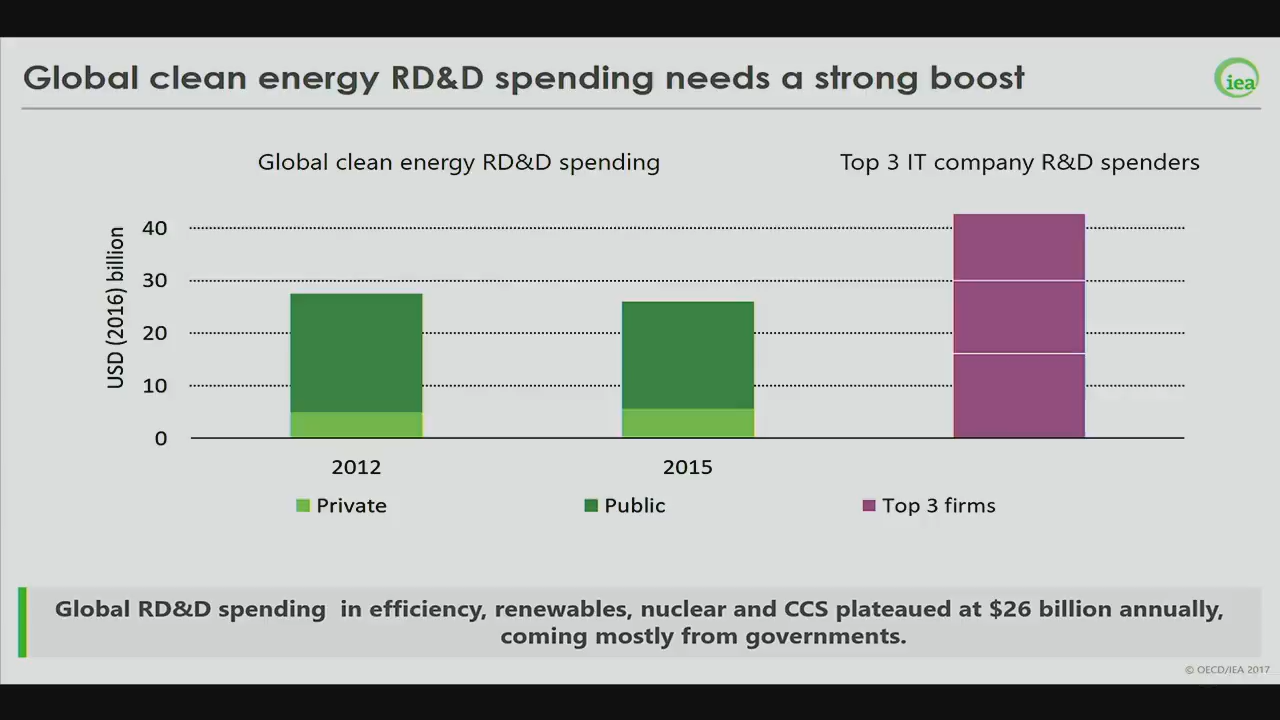 Global clean energy RD&D spending needs a strong boost
iea
Global clean energy RD&D spending
Top 3 IT company R&D spenders
USD (2016) billion
40
30
20
10
0
2012
2015
Private
Public
Top 3 firms
Global RD&D spending in efficiency, renewables, nuclear and CCS plateaued at $26 billion annually,
coming mostly from governments.
© OECD/IEA 2017